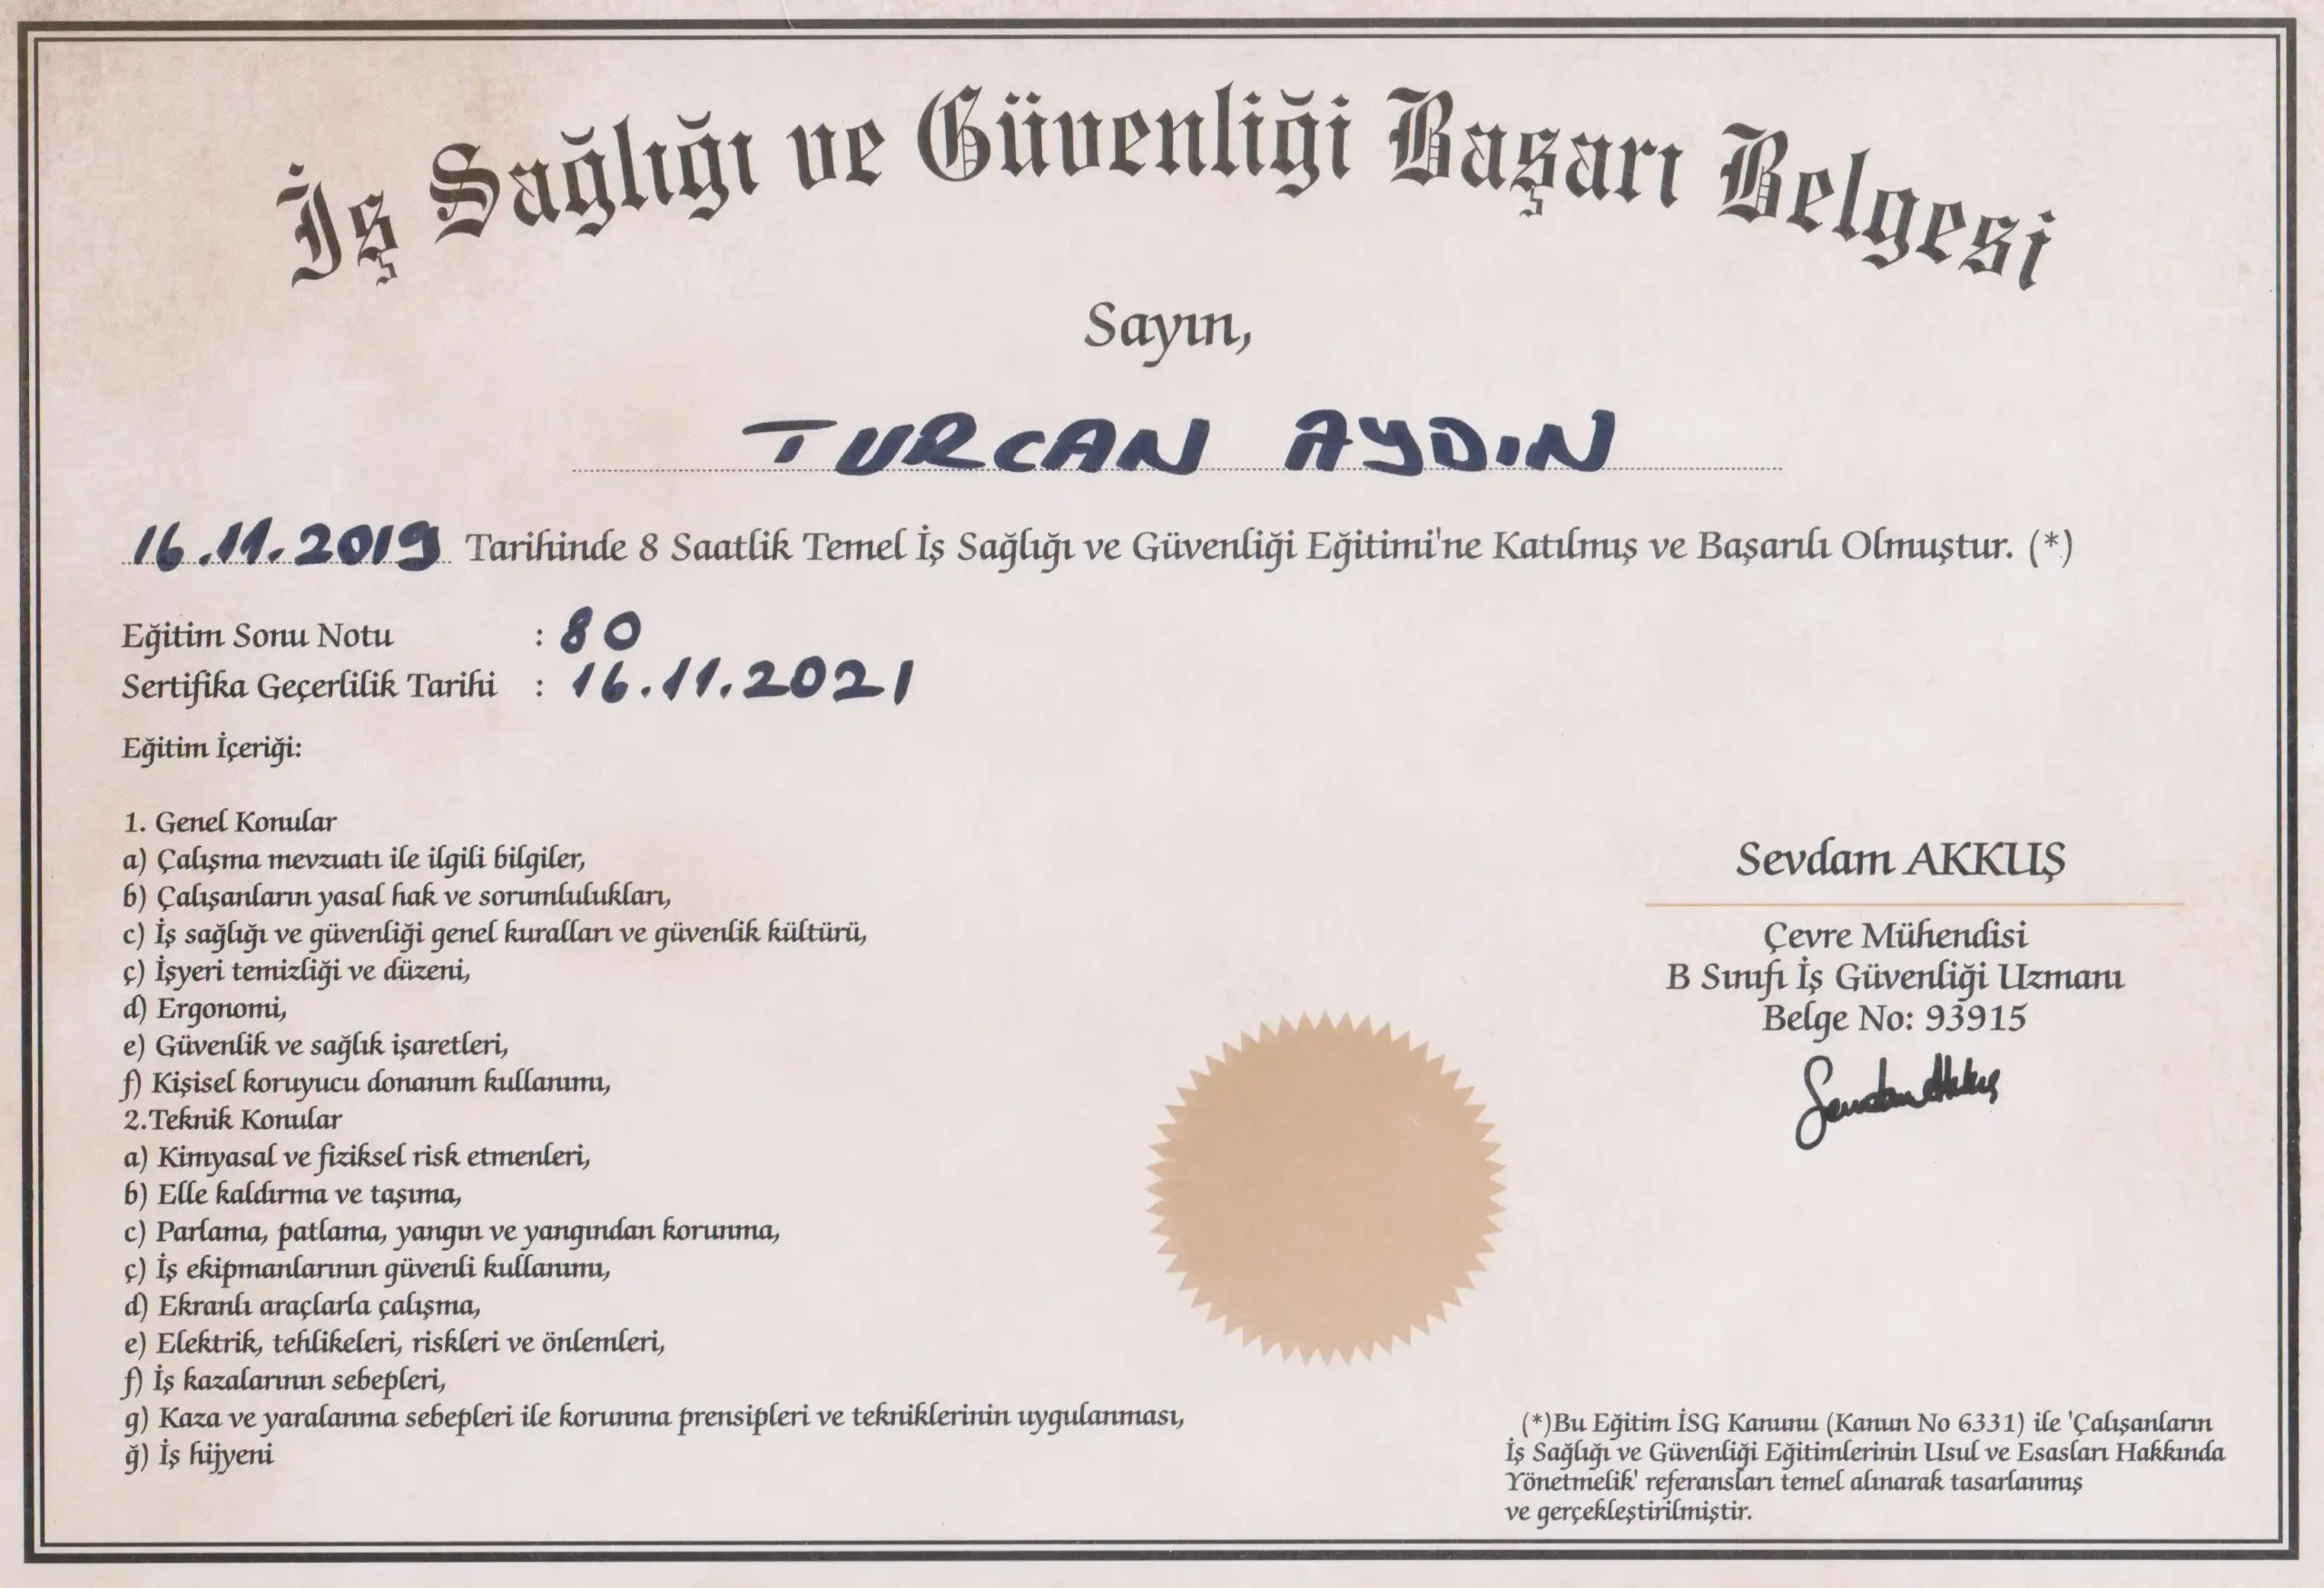 İş Sağlığı ve Güvenliği Başarı Belgesi
Sayın,
TURCAN AYDIN
16.11.2019 Tarihinde 8 Saatlik Temel İş Sağlığı ve Güvenliği Eğitimi'ne Katılmış ve Başarılı Olmuştur. (*)
Eğitim Sonu Notu : 80
Sertifika Geçerlilik Tarihi : 16.11.2021
Eğitim İçeriği:
1. Genel Konular
a) Çalışma mevzuatı ile ilgili bilgiler,
b) Çalışanların yasal hak ve sorumlulukları,
c) İş sağlığı ve güvenliği genel kuralları ve güvenlik kültürü,
ç) İşyeri temizliği ve düzeni,
d) Ergonomi,
e) Güvenlik ve sağlık işaretleri,
f) Kişisel koruyucu donanım kullanımı,
2.Teknik Konular
a) Kimyasal ve fiziksel risk etmenleri,
b) Elle kaldırma ve taşıma,
c) Parlama, patlama, yangın ve yangından korunma,
ç) İş ekipmanlarının güvenli kullanımı,
d) Ekranlı araçlarla çalışma,
e) Elektrik, tehlikeleri, riskleri ve önlemleri,
f) İş kazalarının sebepleri,
g) Kaza ve yaralanma sebepleri ile korunma prensipleri ve tekniklerinin uygulanması,
ğ) İş hijyeni
Sevdam AKKUŞ
Çevre Mühendisi
B Sınıfı İş Güvenliği Uzmanı
Belge No: 93915
Sevdam Akkuş
(*)Bu Eğitim İSG Kanunu (Kanun No 6331) ile 'Çalışanların
İş Sağlığı ve Güvenliği Eğitimlerinin Usul ve Esasları Hakkında
Yönetmelik' referansları temel alınarak tasarlanmış
ve gerçekleştirilmiştir.